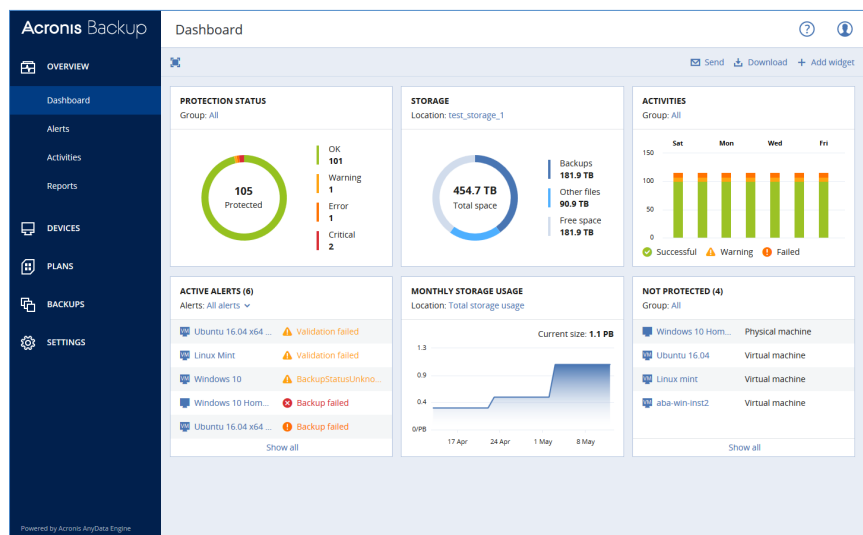 Acronis Backup
OVERVIEW
Dashboard
Alerts
Activities
Reports
DEVICES
PLANS
BACKUPS
SETTINGS
Powered by Acronis AnyData Engine
Dashboard
?
Send Download + Add widget
PROTECTION STATUS
Group: All
105
Protected
OK
101
Warning
1
Error
1
Critical
2
STORAGE
Location: test_storage_1
454.7 TB
Total space
Backups
181.9 TB
Other files
90.9 TB
Free space
181.9 TB
ACTIVITIES
Group: All
Sat Mon Wed Fri
150
100
50
0
Successful Warning Failed
ACTIVE ALERTS (6)
Alerts: All alerts
VM Ubuntu 16.04 x64 ... Validation failed
VM Linux Mint Validation failed
VM Windows 10 BackupStatusUnkno...
Windows 10 Hom... Backup failed
VM Ubuntu 16.04 x64 ... Backup failed
Show all
MONTHLY STORAGE USAGE
Location: Total storage usage
Current size: 1.1 PB
1.3
0.9
0.4
0/PB
17 Apr 24 Apr 1 May 8 May
NOT PROTECTED (4)
Group: All
Windows 10 Hom... Physical machine
VM Ubuntu 16.04 Virtual machine
VM Linux mint Virtual machine
VM aba-win-inst2 Virtual machine
Show all